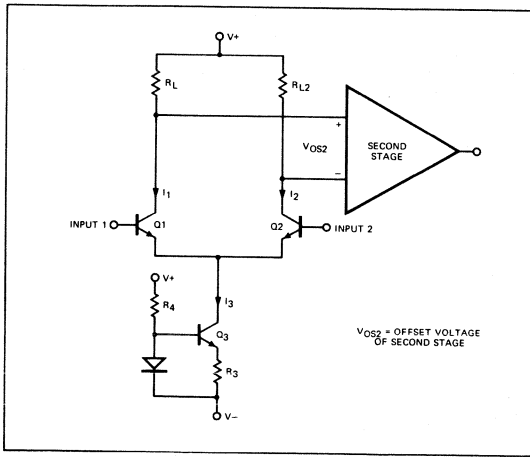 V+
RL
RL2
+
VOS2
SECOND
STAGE
−
I1
I2
INPUT 1
Q1
Q2
INPUT 2
V+
I3
R4
Q3
R3
V−
VOS2 = OFFSET VOLTAGE
OF SECOND STAGE